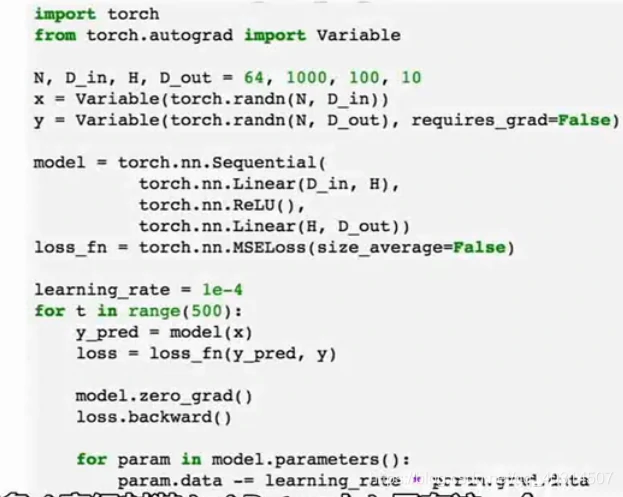 import torch
from torch.autograd import Variable
N, D_in, H, D_out = 64, 1000, 100, 10
x = Variable(torch.randn(N, D_in))
y = Variable(torch.randn(N, D_out), requires_grad=False)
model = torch.nn.Sequential(
torch.nn.Linear(D_in, H),
torch.nn.ReLU(),
torch.nn.Linear(H, D_out))
loss_fn = torch.nn.MSELoss(size_average=False)
learning_rate = 1e-4
for t in range(500):
y_pred = model(x)
loss = loss_fn(y_pred, y)
model.zero_grad()
loss.backward()
for param in model.parameters():
param.data -= learning_rate * param.grad.data